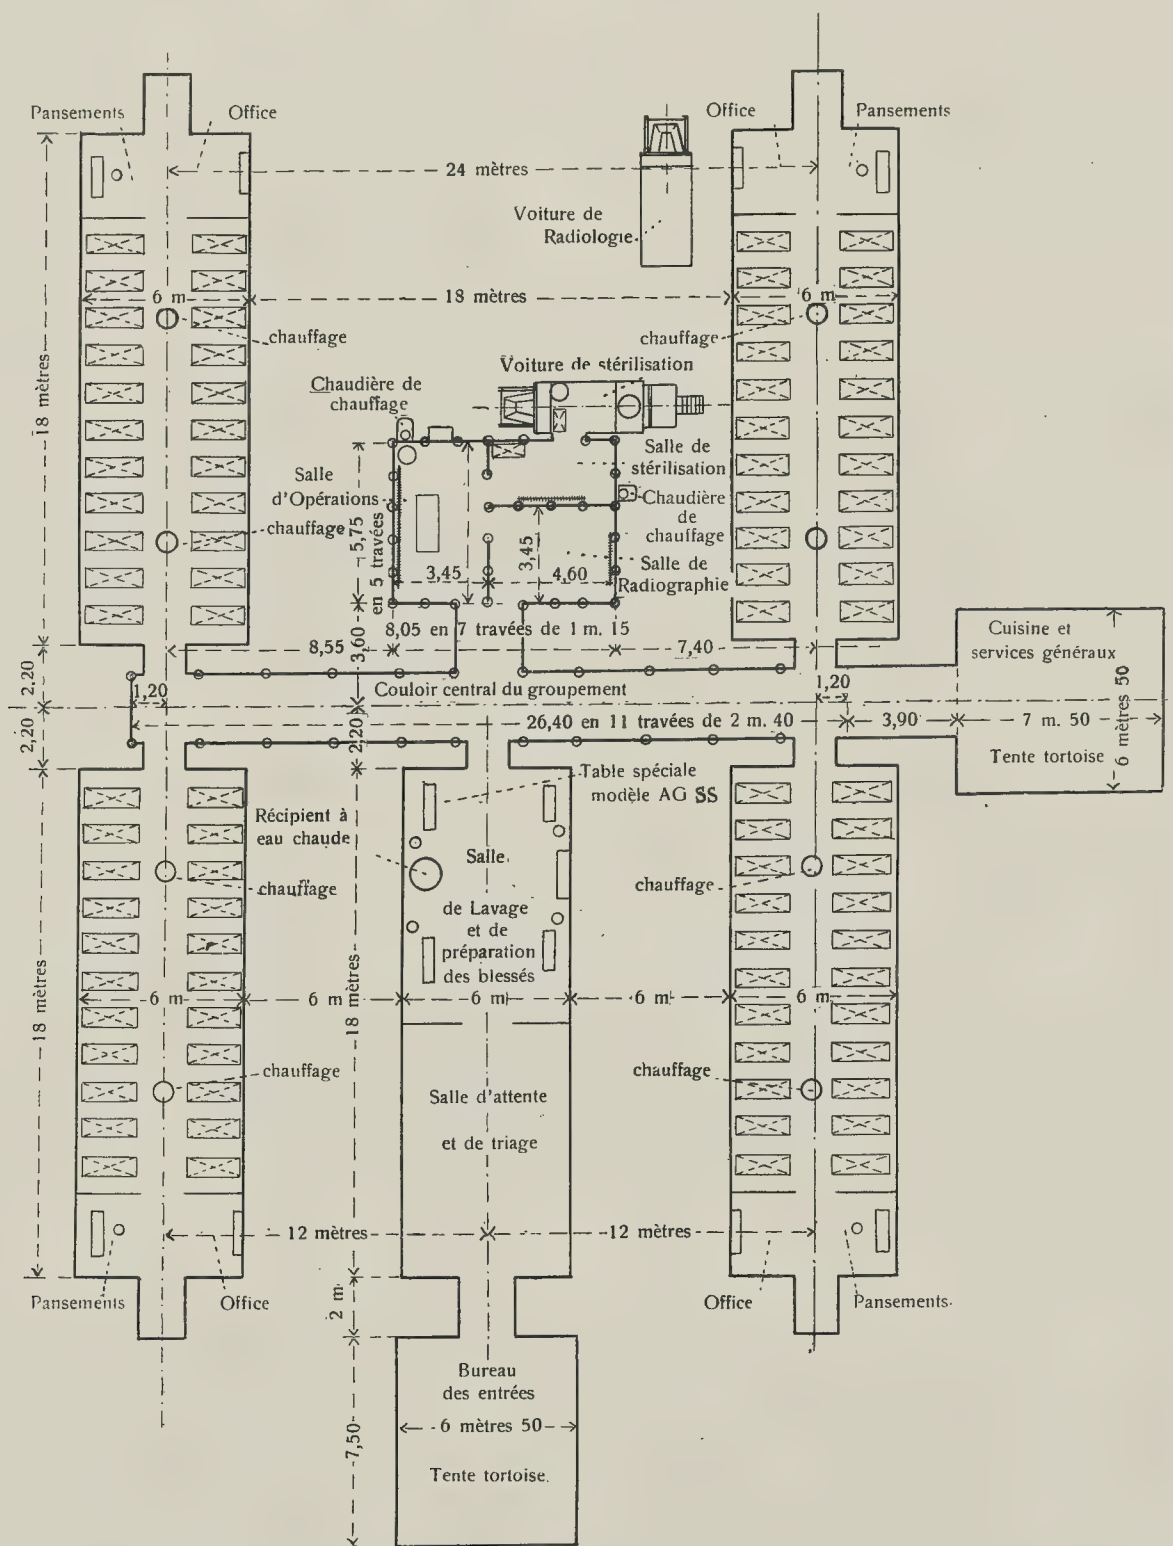 Pansements
Office
Office
Pansements
24 mètres
Voiture de
Radiologie
6 m
18 mètres
6 m
chauffage
chauffage
18 mètres
Voiture de stérilisation
Chaudière de
chauffage
Salle
d'Opérations
Salle de
stérilisation
Chaudière
de
chauffage
chauffage
5,75
en 5 travées
3,45
3,45
4,60
Salle de
Radiographie
8,05 en 7 travées de 1 m. 15
8,55
3,60
7,40
Cuisine et
services généraux
2,20
1,20
Couloir central du groupement
1,20
2,20
2,20
26,40 en 11 travées de 2 m. 40
3,90
7 m. 50
6 mètres 50
Tente tortoise
Table spéciale
modèle AG SS
Récipient à
eau chaude
Salle
de Lavage
et de
préparation
des blessés
chauffage
chauffage
18 mètres
18 mètres
6 m
6 m
6 m
6 m
6 m
chauffage
chauffage
Salle d'attente
et de triage
12 mètres
12 mètres
Pansements
Office
2 m.
Office
Pansements.
Bureau
des entrées
6 mètres 50
7,50
Tente tortoise.